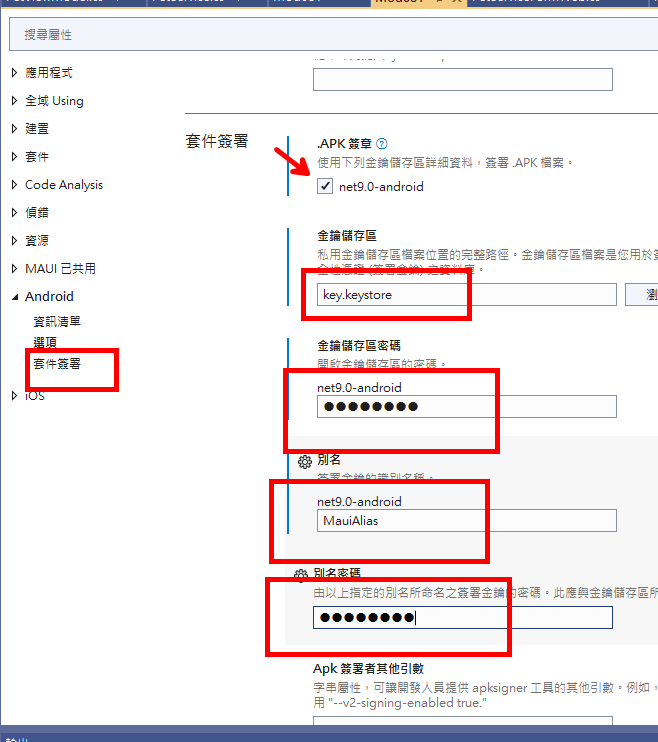 搜尋屬性
應用程式
全域 Using
建置
套件
Code Analysis
偵錯
資源
MAUI 已共用
Android
資訊清單
選項
套件簽署
iOS
套件簽署
.APK 簽章
使用下列金鑰儲存區詳細資料，簽署 .APK 檔案。
net9.0-android
金鑰儲存區
私用金鑰儲存區檔案位置的完整路徑。金鑰儲存區檔案是您用於
key.keystore
瀏
金鑰儲存區密碼
開啟金鑰儲存區的密碼。
net9.0-android
●●●●●●●●
別名
簽署金鑰的識別名稱。
net9.0-android
MauiAlias
別名密碼
由以上指定的別名所命名之簽署金鑰的密碼。此應與金鑰儲存區所
●●●●●●●●
Apk 簽署者其他引數
字串屬性，可讓開發人員提供 apksigner 工具的其他引數。例如，
用 "--v2-signing-enabled true."